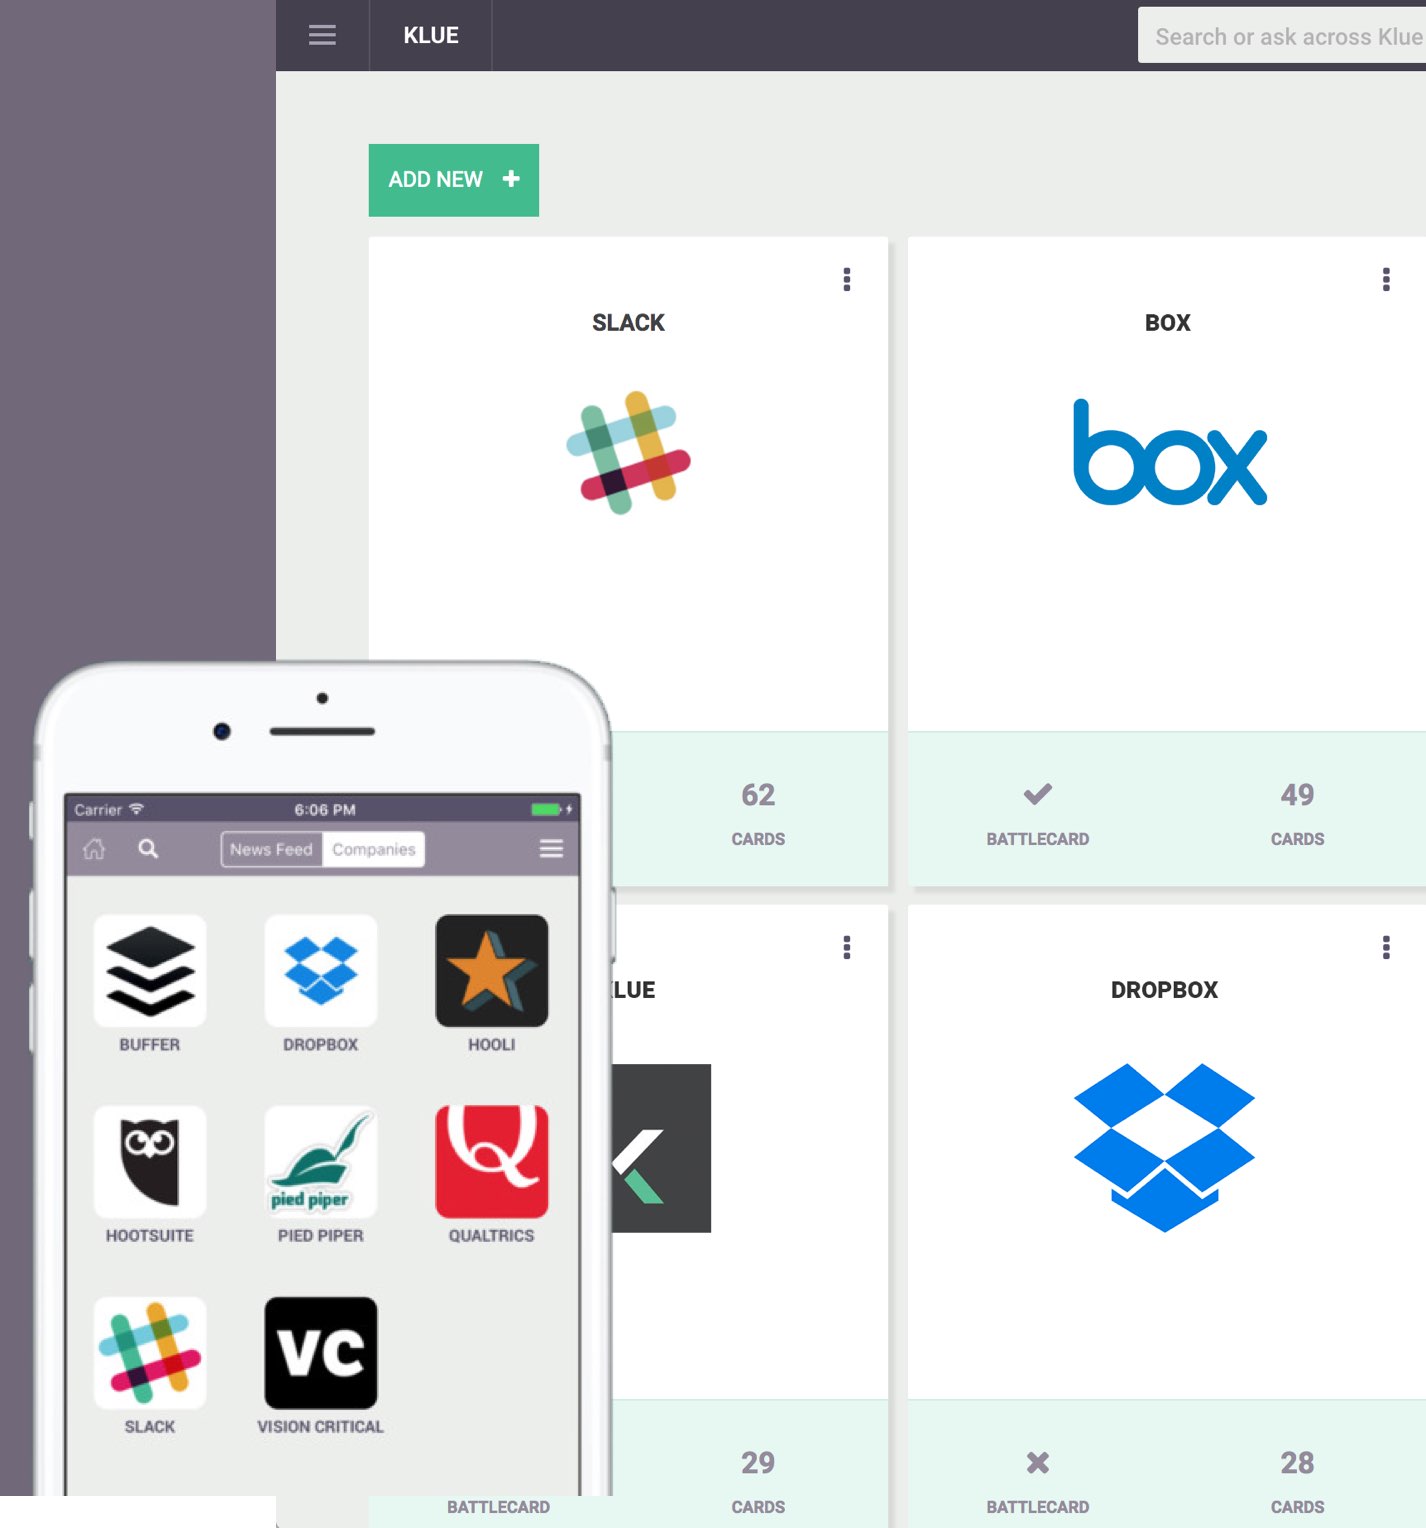 KLUE
Search or ask across Klue
ADD NEW +
SLACK
BOX
box
62
CARDS
BATTLECARD
49
CARDS
Carrier
6:06 PM
News Feed
Companies
BUFFER
DROPBOX
HOOLI
pied piper
HOOTSUITE
PIED PIPER
QUALTRICS
VC
SLACK
VISION CRITICAL
KLUE
DROPBOX
29
BATTLECARD
CARDS
28
BATTLECARD
CARDS